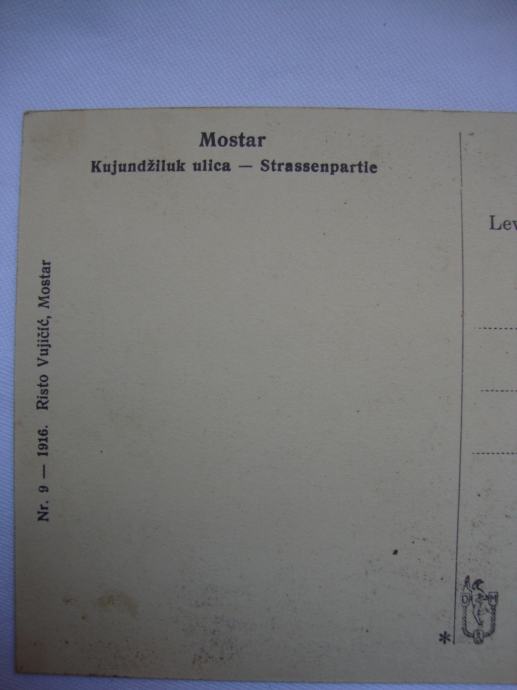 Mostar
Kujundžiluk ulica — Strassenpartie
Nr. 9 — 1916. Risto Vujičić, Mostar
*